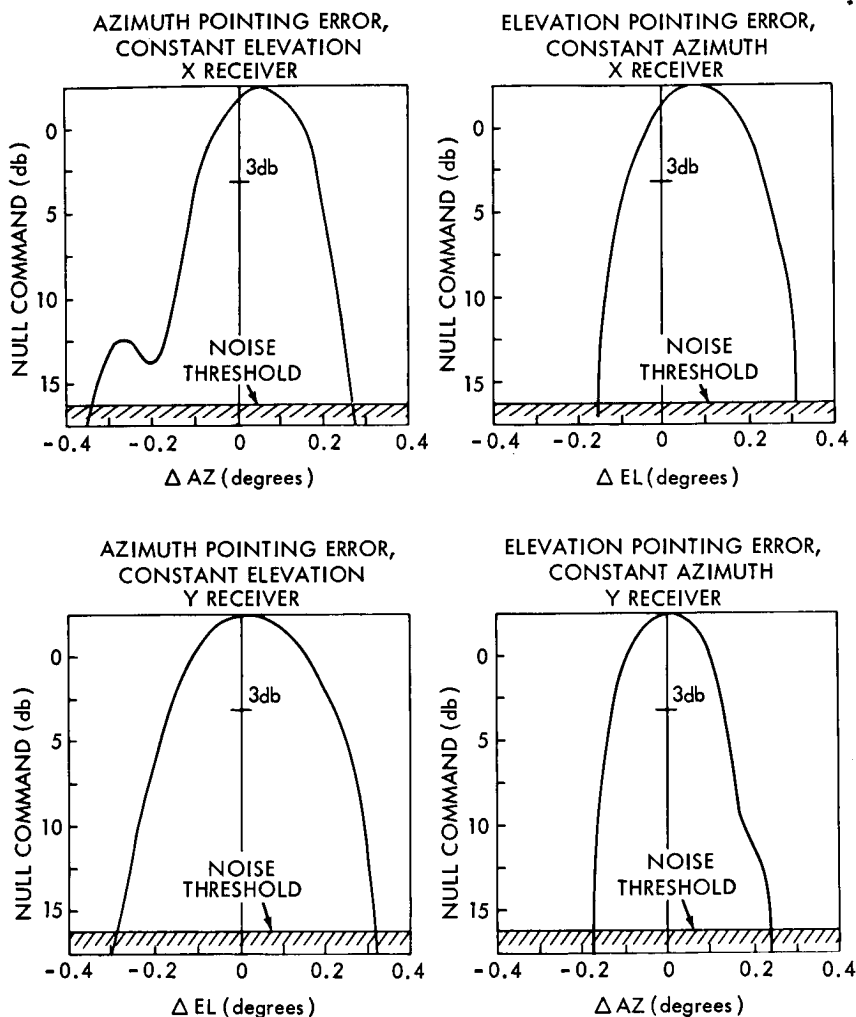 AZIMUTH POINTING ERROR,
CONSTANT ELEVATION
X RECEIVER
NULL COMMAND (db)
0
5
10
15
3db
NOISE
THRESHOLD
-0.4
-0.2
0
0.2
0.4
Δ AZ (degrees)
ELEVATION POINTING ERROR,
CONSTANT AZIMUTH
X RECEIVER
NULL COMMAND (db)
0
5
10
15
3db
NOISE
THRESHOLD
-0.4
-0.2
0
0.2
0.4
Δ EL (degrees)
AZIMUTH POINTING ERROR,
CONSTANT ELEVATION
Y RECEIVER
NULL COMMAND (db)
0
5
10
15
3db
NOISE
THRESHOLD
-0.4
-0.2
0
0.2
0.4
Δ EL (degrees)
ELEVATION POINTING ERROR,
CONSTANT AZIMUTH
Y RECEIVER
NULL COMMAND (db)
0
5
10
15
3db
NOISE
THRESHOLD
-0.4
-0.2
0
0.2
0.4
Δ AZ (degrees)